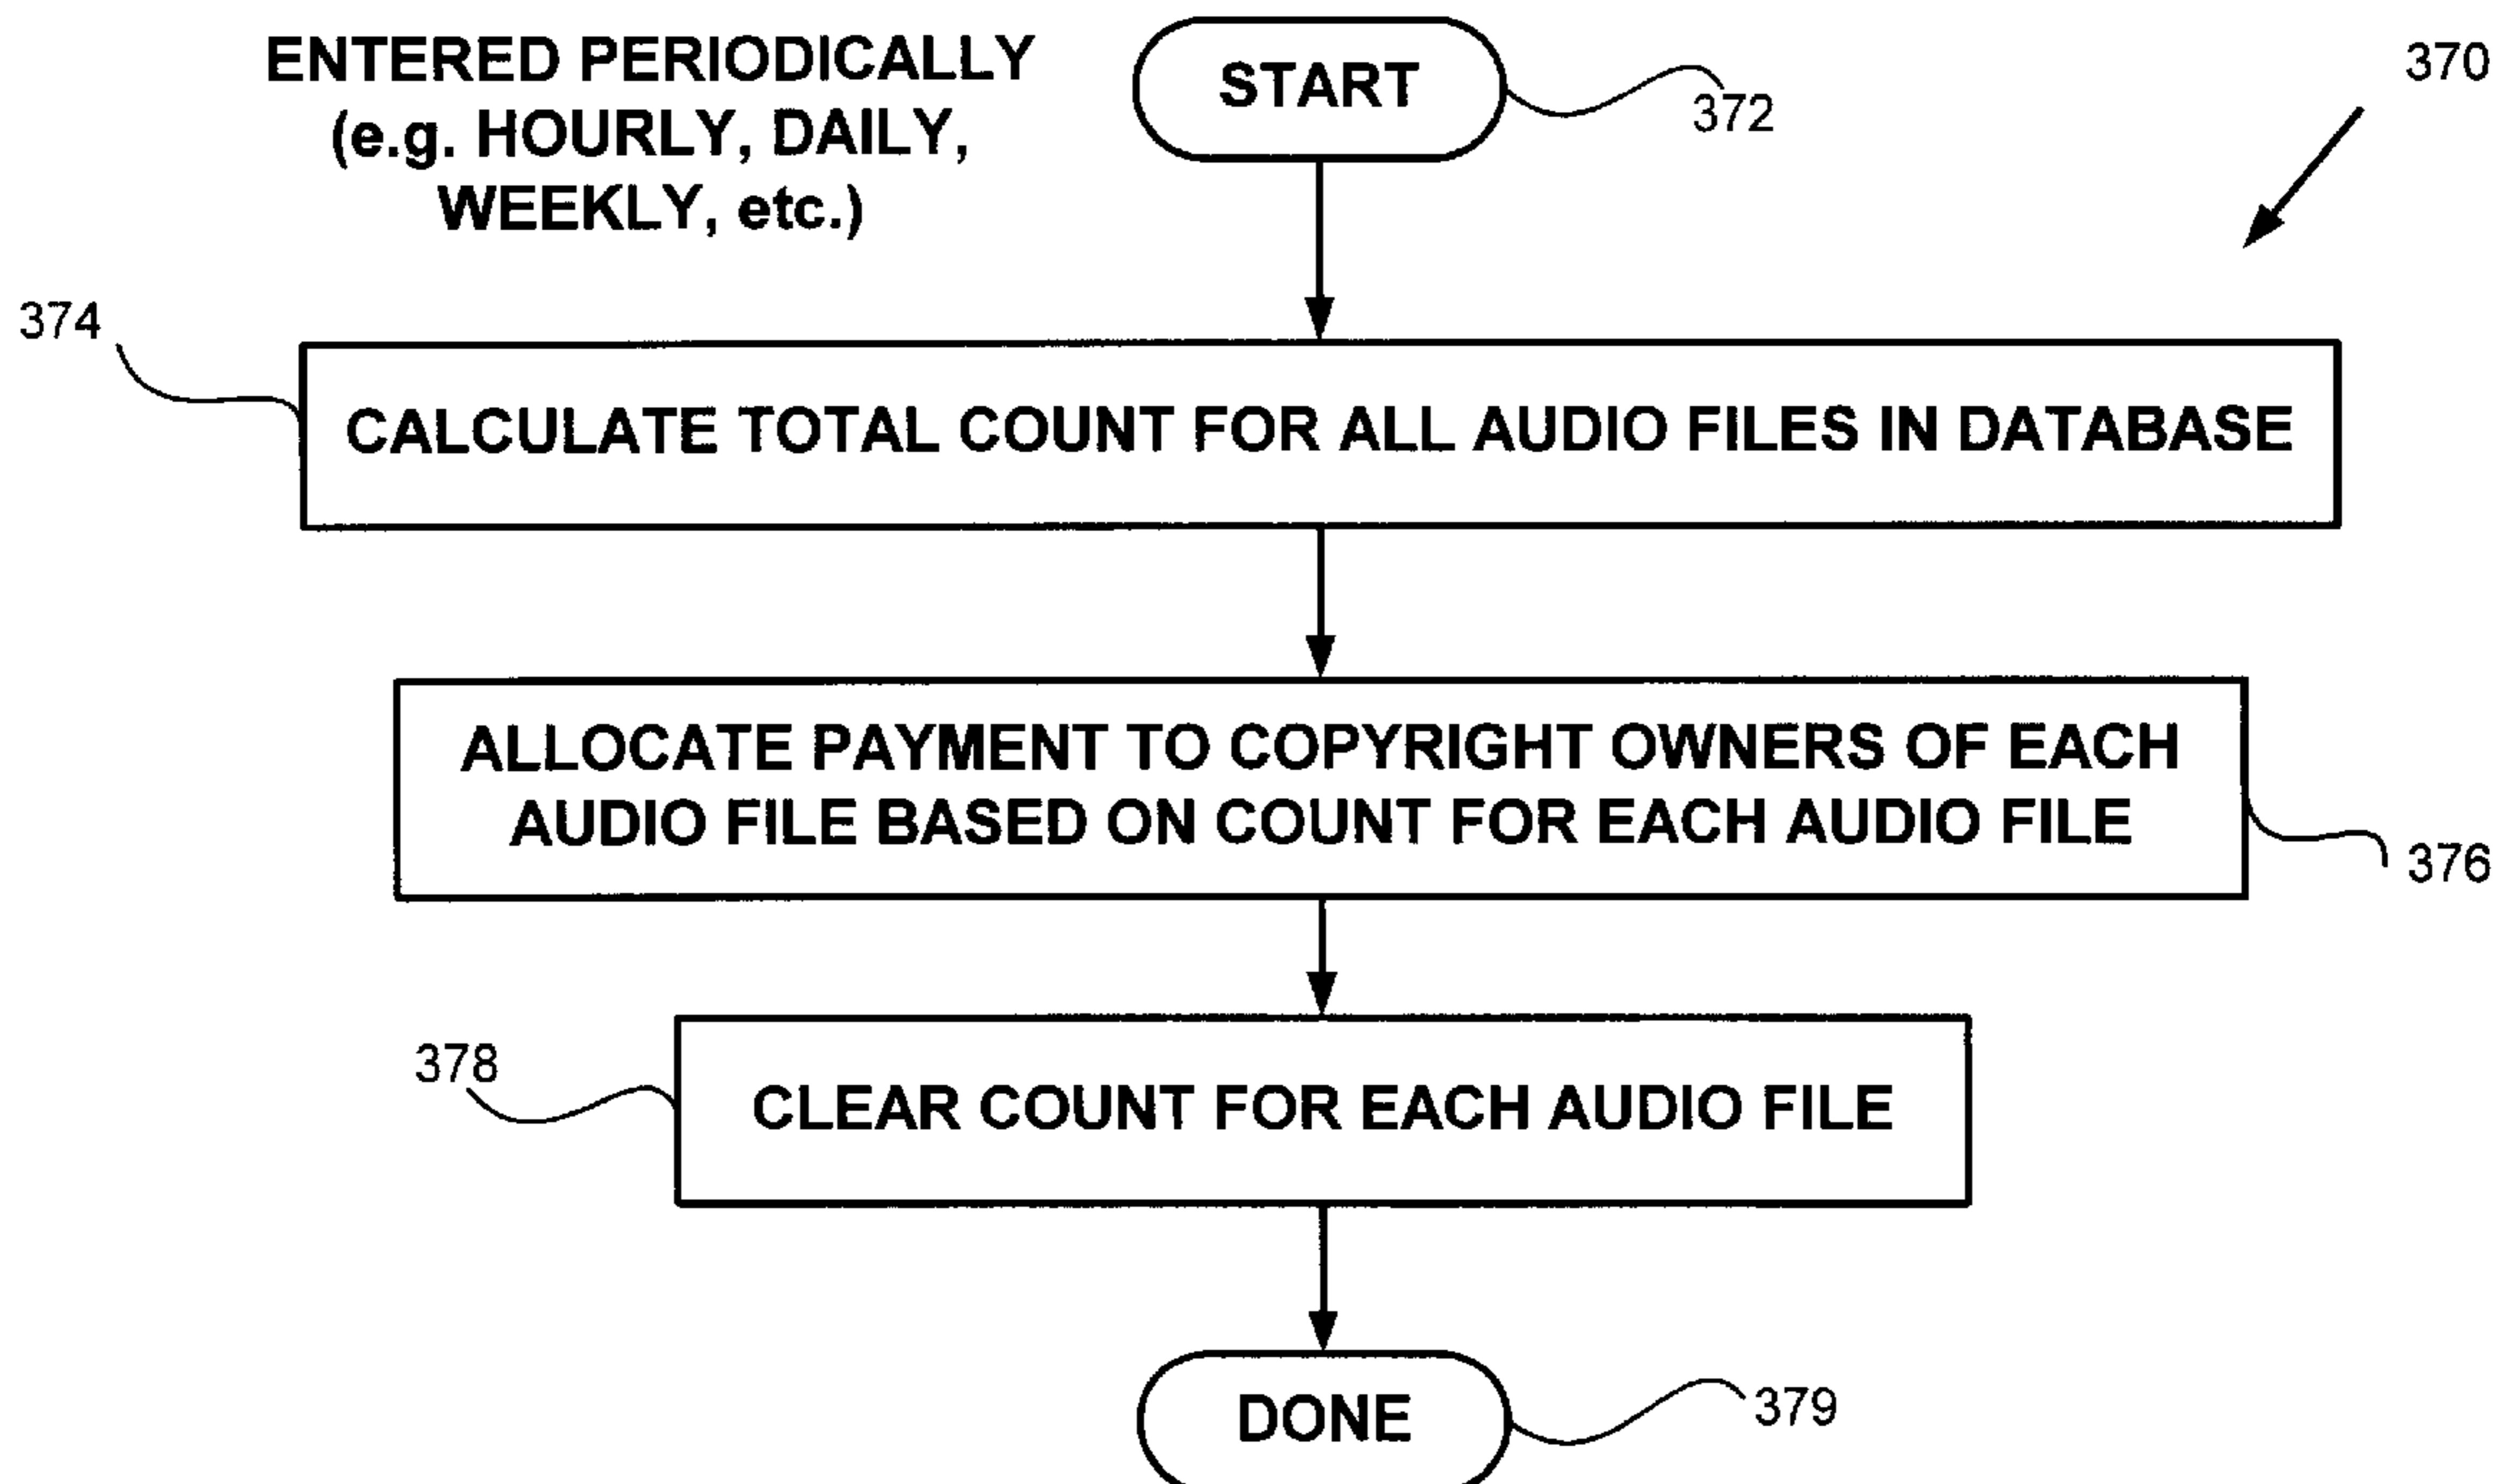 ENTERED PERIODICALLY
(e.g. HOURLY, DAILY,
WEEKLY, etc.)
START
372
370
374
CALCULATE TOTAL COUNT FOR ALL AUDIO FILES IN DATABASE
ALLOCATE PAYMENT TO COPYRIGHT OWNERS OF EACH
AUDIO FILE BASED ON COUNT FOR EACH AUDIO FILE
376
378
CLEAR COUNT FOR EACH AUDIO FILE
DONE
379